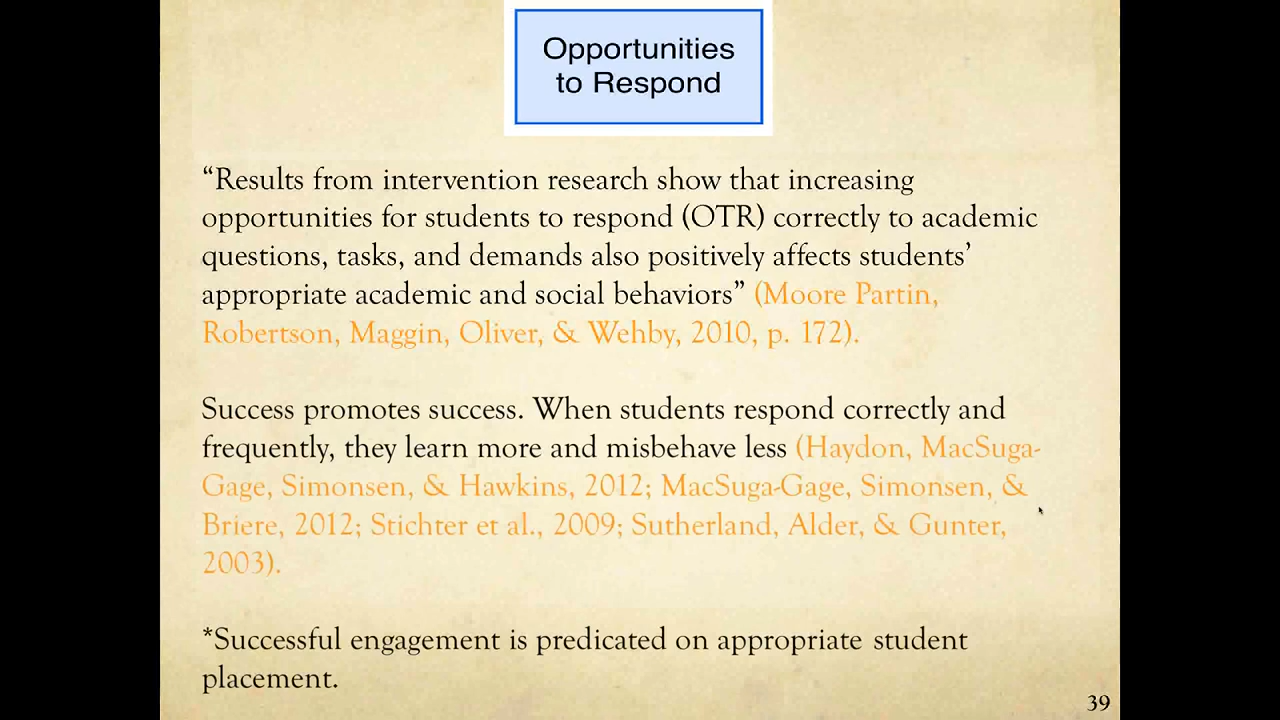 Opportunities
to Respond
“Results from intervention research show that increasing
opportunities for students to respond (OTR) correctly to academic
questions, tasks, and demands also positively affects students’
appropriate academic and social behaviors” (Moore Partin,
Robertson, Maggin, Oliver, & Wehby, 2010, p. 172).
Success promotes success. When students respond correctly and
frequently, they learn more and misbehave less (Haydon, MacSuga-
Gage, Simonsen, & Hawkins, 2012; MacSuga-Gage, Simonsen, &
Briere, 2012; Stichter et al., 2009; Sutherland, Alder, & Gunter,
2003).
*Successful engagement is predicated on appropriate student
placement.
39